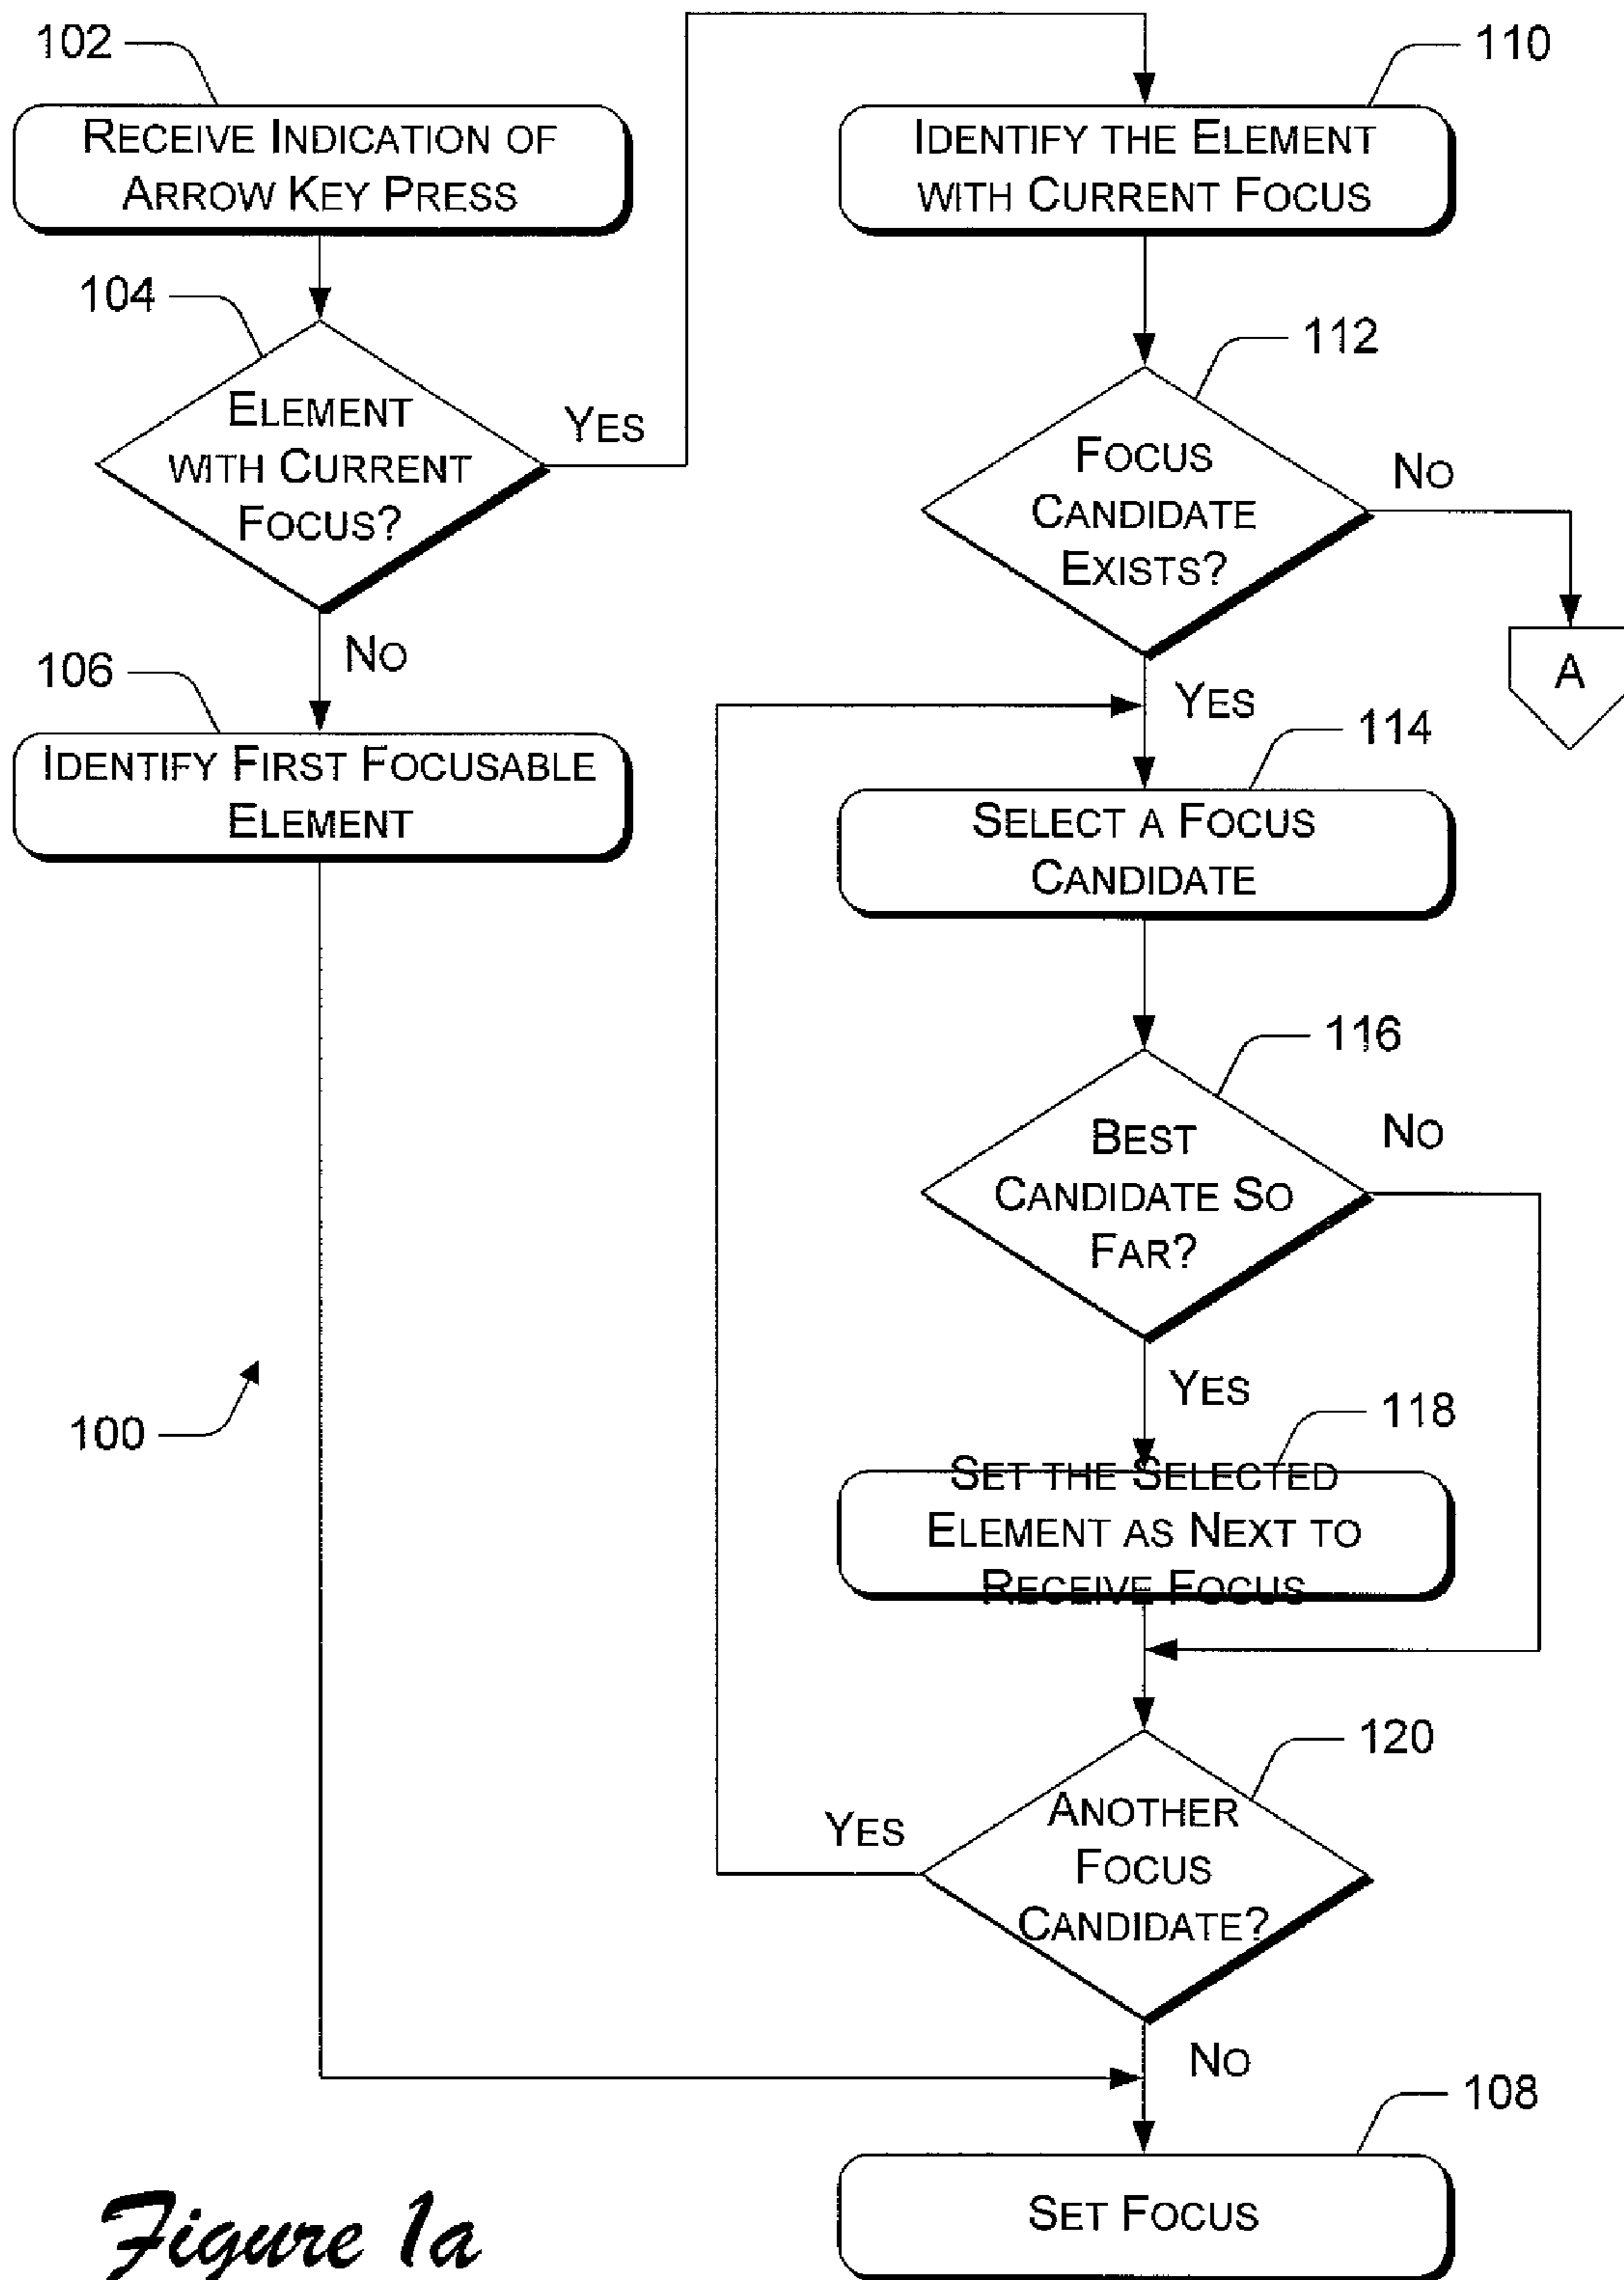 102
RECEIVE INDICATION OF
ARROW KEY PRESS
104
ELEMENT
WITH CURRENT
FOCUS?
YES
NO
106
IDENTIFY FIRST FOCUSABLE
ELEMENT
100
110
IDENTIFY THE ELEMENT
WITH CURRENT FOCUS
112
FOCUS
CANDIDATE
EXISTS?
NO
A
YES
114
SELECT A FOCUS
CANDIDATE
116
BEST
CANDIDATE SO
FAR?
NO
YES
118
SET THE SELECTED
ELEMENT AS NEXT TO
RECEIVE FOCUS
120
ANOTHER
FOCUS
CANDIDATE?
YES
NO
108
SET FOCUS
Figure 1a